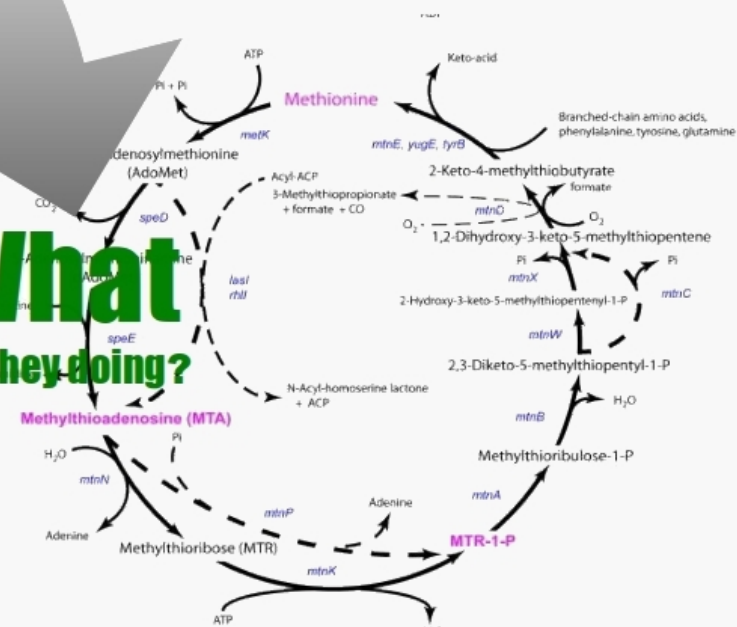 ATP
Keto-acid
Pi + Pi
Methionine
Branched-chain amino acids,
phenylalanine, tyrosine, glutamine
metK
mtnE, yugE, tyrB
denosylmethionine
(AdoMet)
2-Keto-4-methylthiobutyrate
Acyl-ACP
formate
3-Methylthiopropionate
+ formate + CO
mtnD
CO2
speD
O2
O2
1,2-Dihydroxy-3-keto-5-methylthiopentene
What
Pi
Pi
mtnX
lasI
rhlI
mtnC
2-Hydroxy-3-keto-5-methylthiopentenyl-1-P
speE
mtnW
hey doing?
2,3-Diketo-5-methylthiopentyl-1-P
N-Acyl-homoserine lactone
+ ACP
H2O
Methylthioadenosine (MTA)
mtnB
Pi
H2O
Methylthioribulose-1-P
mtnN
mtnA
Adenine
mtnP
Adenine
MTR-1-P
Methylthioribose (MTR)
mtnK
ATP